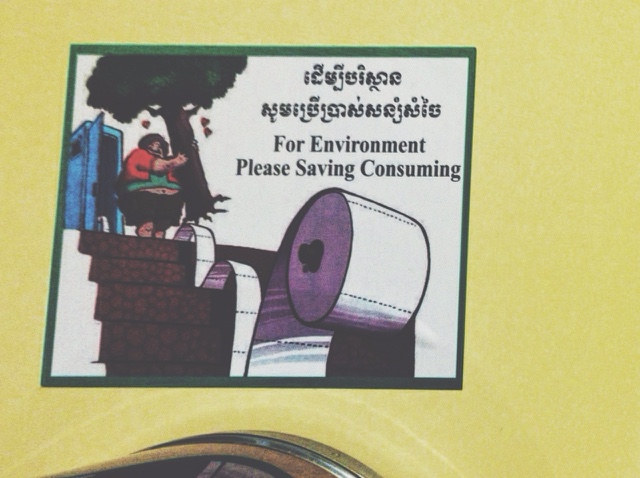 ដើម្បីបរិស្ថាន
សូមប្រើប្រាស់សន្សំសំចៃ
For Environment
Please Saving Consuming